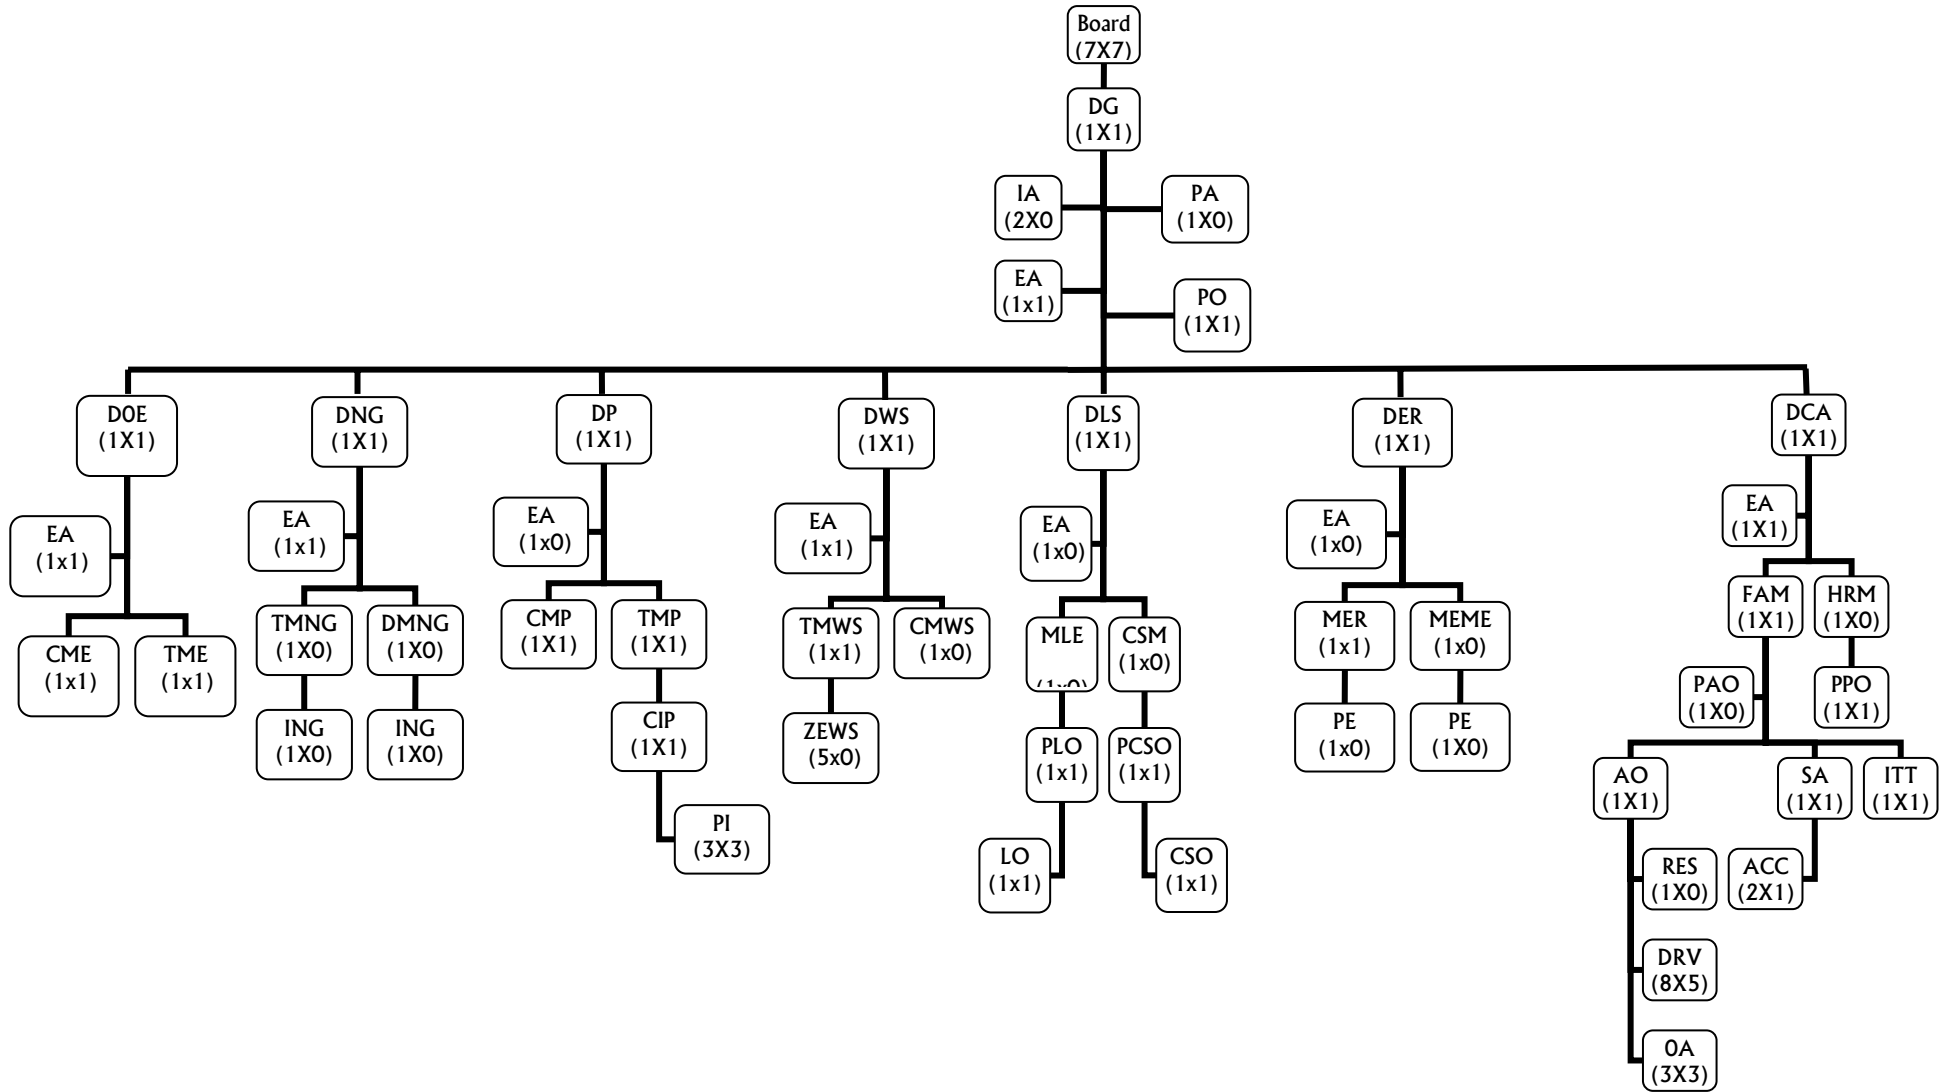 Board
(7X7)
DG
(1X1)
IA
(2X0
PA
(1X0)
EA
(1x1)
PO
(1X1)
D0E
(1X1)
EA
(1x1)
CME
(1x1)
TME
(1x1)
DNG
(1X1)
EA
(1x1)
TMNG
(1X0)
DMNG
(1X0)
ING
(1X0)
ING
(1X0)
DP
(1X1)
EA
(1x0)
CMP
(1X1)
TMP
(1X1)
CIP
(1X1)
PI
(3X3)
DWS
(1X1)
EA
(1x1)
TMWS
(1x1)
CMWS
(1x0)
ZEWS
(5x0)
DLS
(1X1)
EA
(1x0)
MLE
(1x0)
CSM
(1x0)
PLO
(1x1)
PCSO
(1x1)
LO
(1x1)
CSO
(1x1)
DER
(1X1)
EA
(1x0)
MER
(1x1)
MEME
(1x0)
PE
(1x0)
PE
(1X0)
DCA
(1X1)
EA
(1X1)
FAM
(1X1)
HRM
(1X0)
PAO
(1X0)
PPO
(1X1)
AO
(1X1)
SA
(1X1)
ITT
(1X1)
RES
(1X0)
ACC
(2X1)
DRV
(8X5)
0A
(3X3)